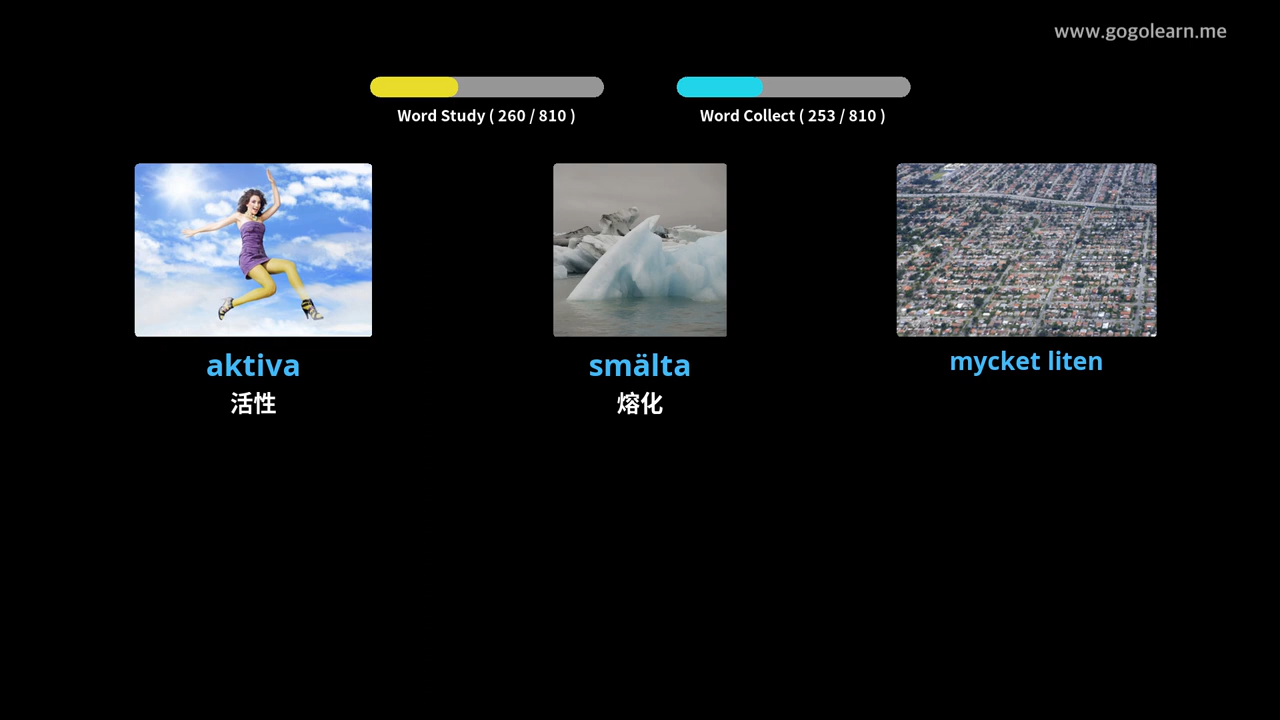 www.gogolearn.me
Word Study ( 260 / 810 )
Word Collect ( 253 / 810 )
aktiva
活性
smälta
熔化
mycket liten